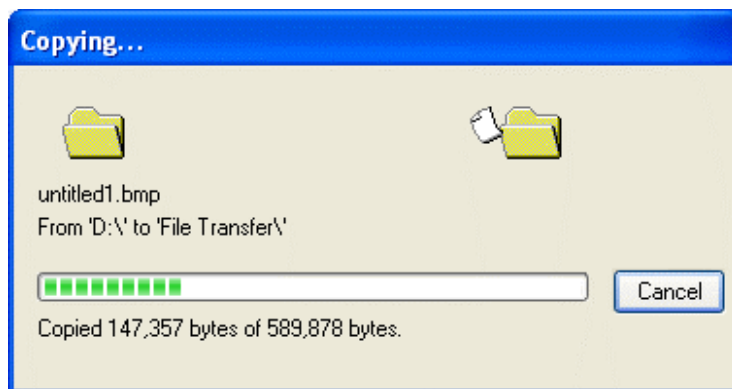 Copying...
untitled1.bmp
From 'D:\' to 'File Transfer\'
Cancel
Copied 147,357 bytes of 589,878 bytes.